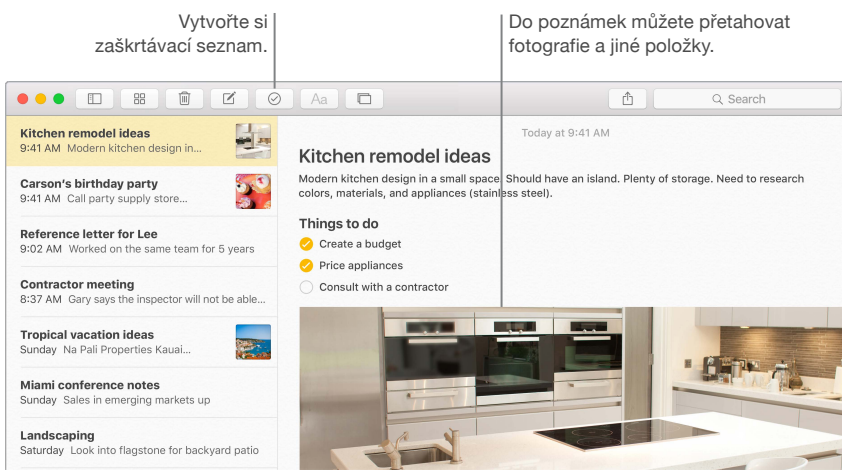 Vytvořte si
zaškrtávací seznam.
Do poznámek můžete přetahovat
fotografie a jiné položky.
Aa
Search
Kitchen remodel ideas
9:41 AM Modern kitchen design in...
Carson's birthday party
9:41 AM Call party supply store...
Reference letter for Lee
9:02 AM Worked on the same team for 5 years
Contractor meeting
8:37 AM Gary says the inspector will not be able...
Tropical vacation ideas
Sunday Na Pali Properties Kauai...
Miami conference notes
Sunday Sales in emerging markets up
Landscaping
Saturday Look into flagstone for backyard patio
Today at 9:41 AM
Kitchen remodel ideas
Modern kitchen design in a small space. Should have an island. Plenty of storage. Need to research
colors, materials, and appliances (stainless steel).
Things to do
Create a budget
Price appliances
Consult with a contractor